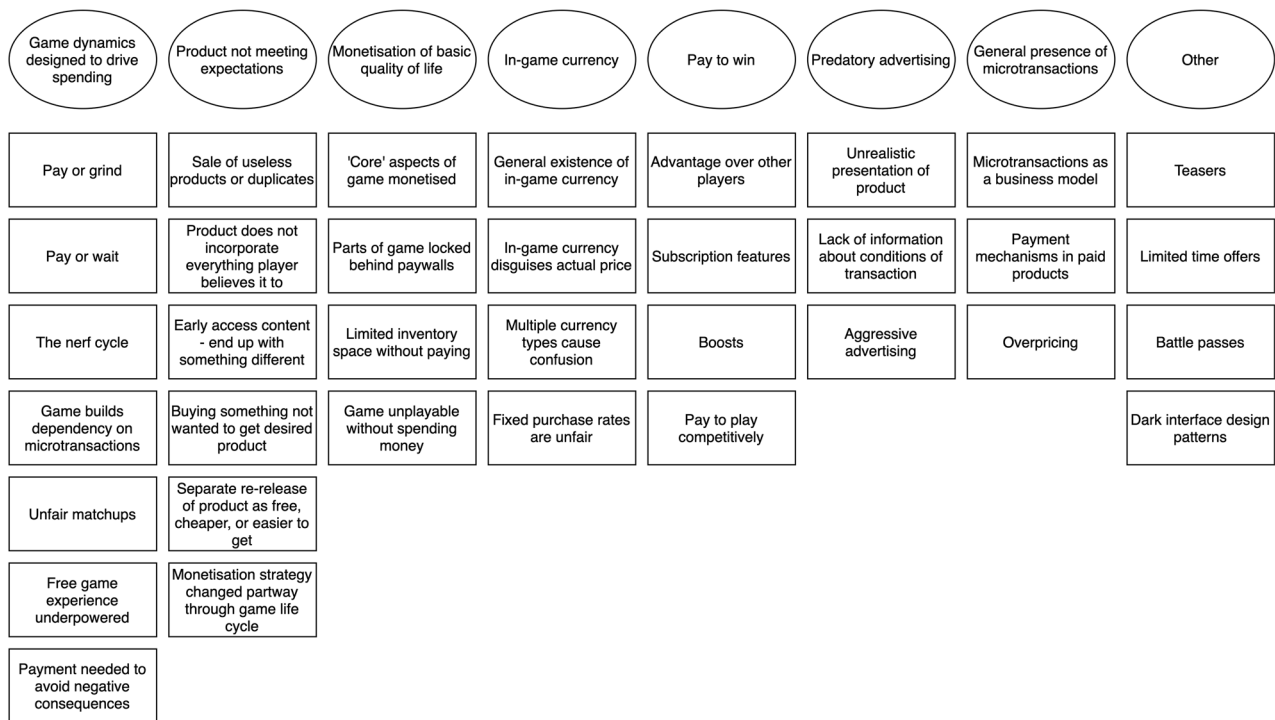 Game dynamics
designed to drive
spending
Product not meeting
expectations
Monetisation of basic
quality of life
In-game currency
Pay to win
Predatory advertising
General presence of
microtransactions
Other
Pay or grind
Sale of useless
products or duplicates
'Core' aspects of
game monetised
General existence of
in-game currency
Advantage over other
players
Unrealistic
presentation of
product
Microtransactions as
a business model
Teasers
Pay or wait
Product does not
incorporate
everything player
believes it to
Parts of game locked
behind paywalls
In-game currency
disguises actual price
Subscription features
Lack of information
about conditions of
transaction
Payment
mechanisms in paid
products
Limited time offers
The nerf cycle
Early access content
- end up with
something different
Limited inventory
space without paying
Multiple currency
types cause
confusion
Boosts
Aggressive
advertising
Overpricing
Battle passes
Game builds
dependency on
microtransactions
Buying something not
wanted to get desired
product
Game unplayable
without spending
money
Fixed purchase rates
are unfair
Pay to play
competitively
Dark interface design
patterns
Unfair matchups
Separate re-release
of product as free,
cheaper, or easier to
get
Free game
experience
underpowered
Monetisation strategy
changed partway
through game life
cycle
Payment needed to
avoid negative
consequences